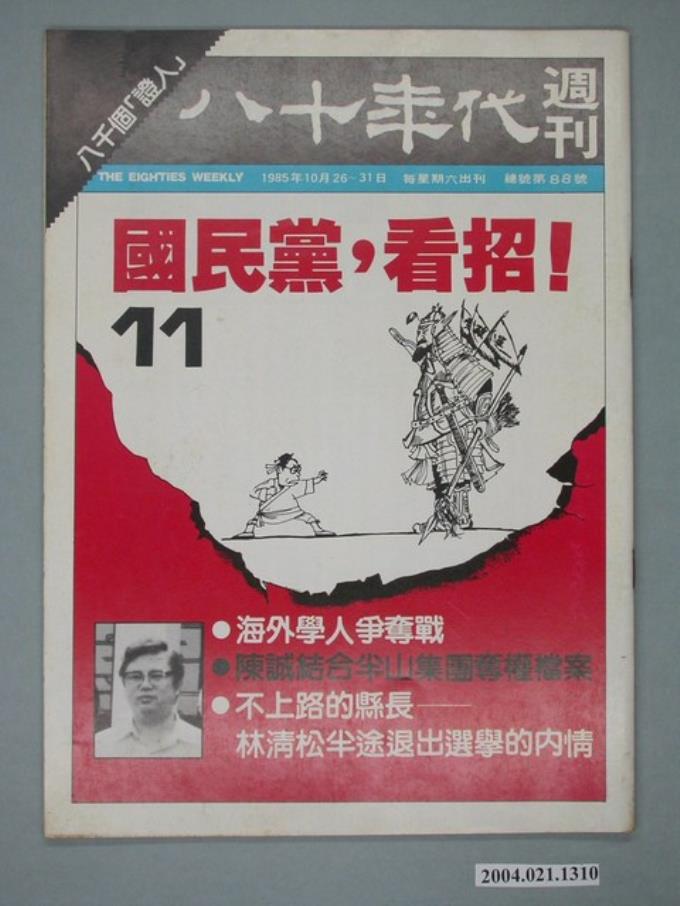 八千個「證人」
八十年代
週刊
THE EIGHTIES WEEKLY 1985年10月26~31日 每星期六出刊 總號第88號
國民黨，看招！
11
●海外學人爭奪戰
●陳誠結合半山集團奪權檔案
●不上路的縣長——
林清松半途退出選舉的內情
2004.021.1310